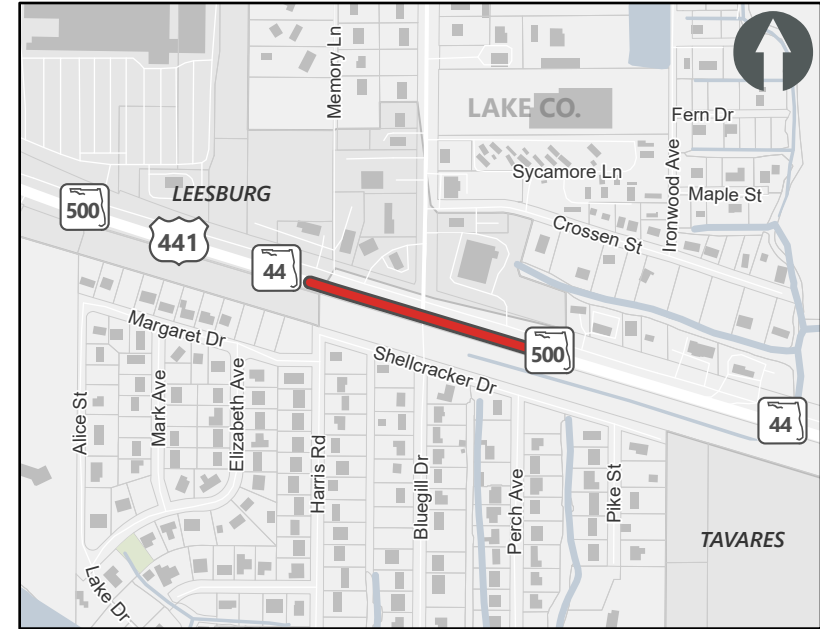 Memory Ln
LAKE CO.
Fern Dr
Sycamore Ln
Ironwood Ave
Maple St
LEESBURG
500
441
44
Crossen St
Margaret Dr
500
Shellcracker Dr
44
Alice St
Mark Ave
Elizabeth Ave
Harris Rd
Bluegill Dr
Perch Ave
Pike St
TAVARES
Lake Dr